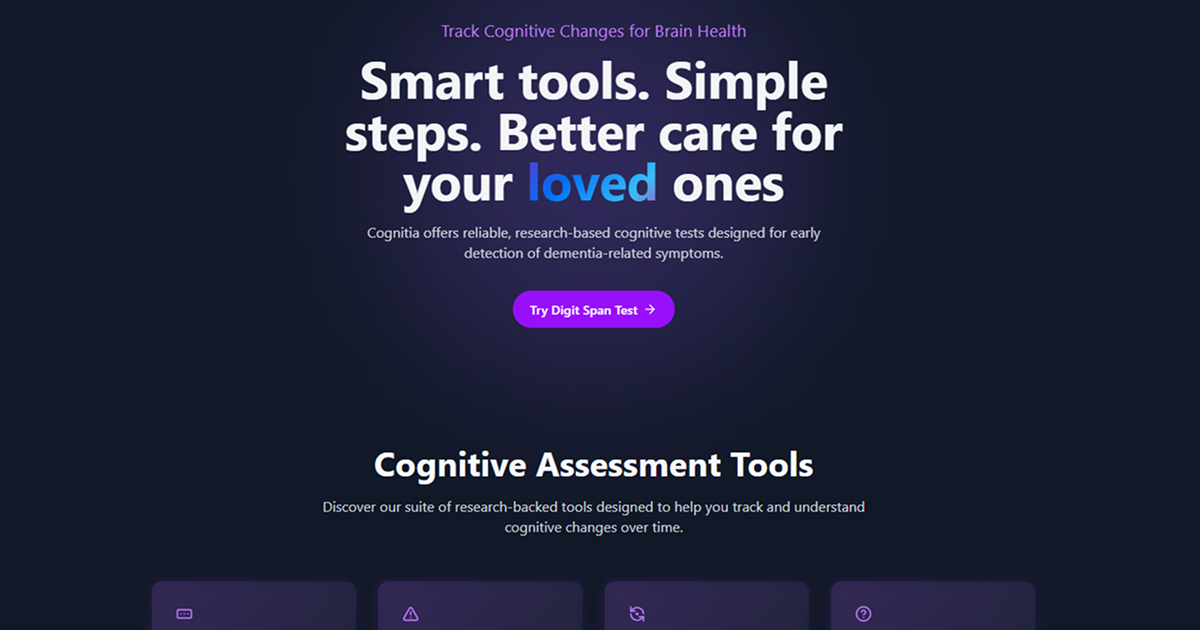 Track Cognitive Changes for Brain Health
Smart tools. Simple
steps. Better care for
your loved ones
Cognitia offers reliable, research-based cognitive tests designed for early
detection of dementia-related symptoms.
Try Digit Span Test →
Cognitive Assessment Tools
Discover our suite of research-backed tools designed to help you track and understand
cognitive changes over time.